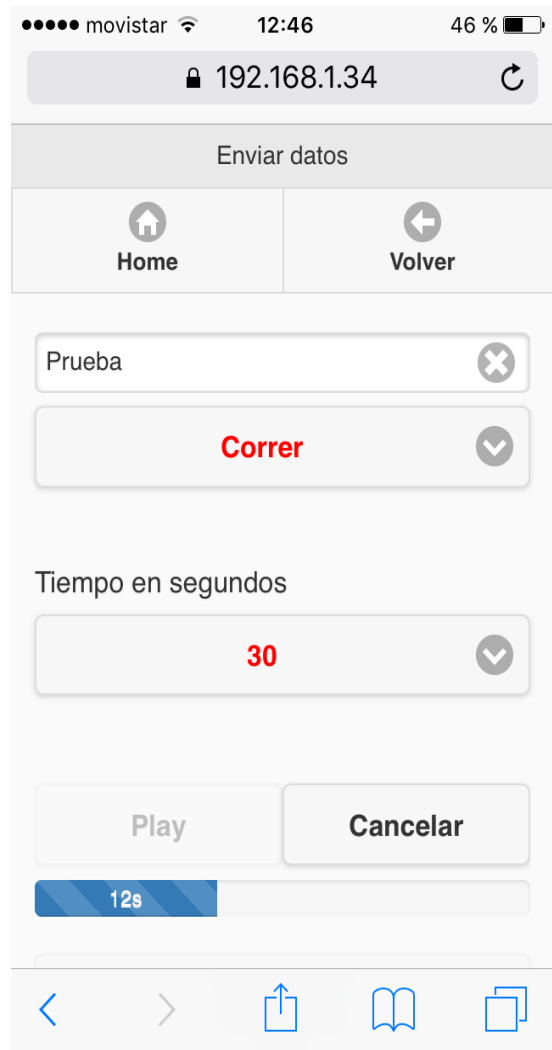 movistar 12:46 46 %
192.168.1.34
Enviar datos
Home Volver
Prueba
Correr
Tiempo en segundos
30
Play Cancelar
12s